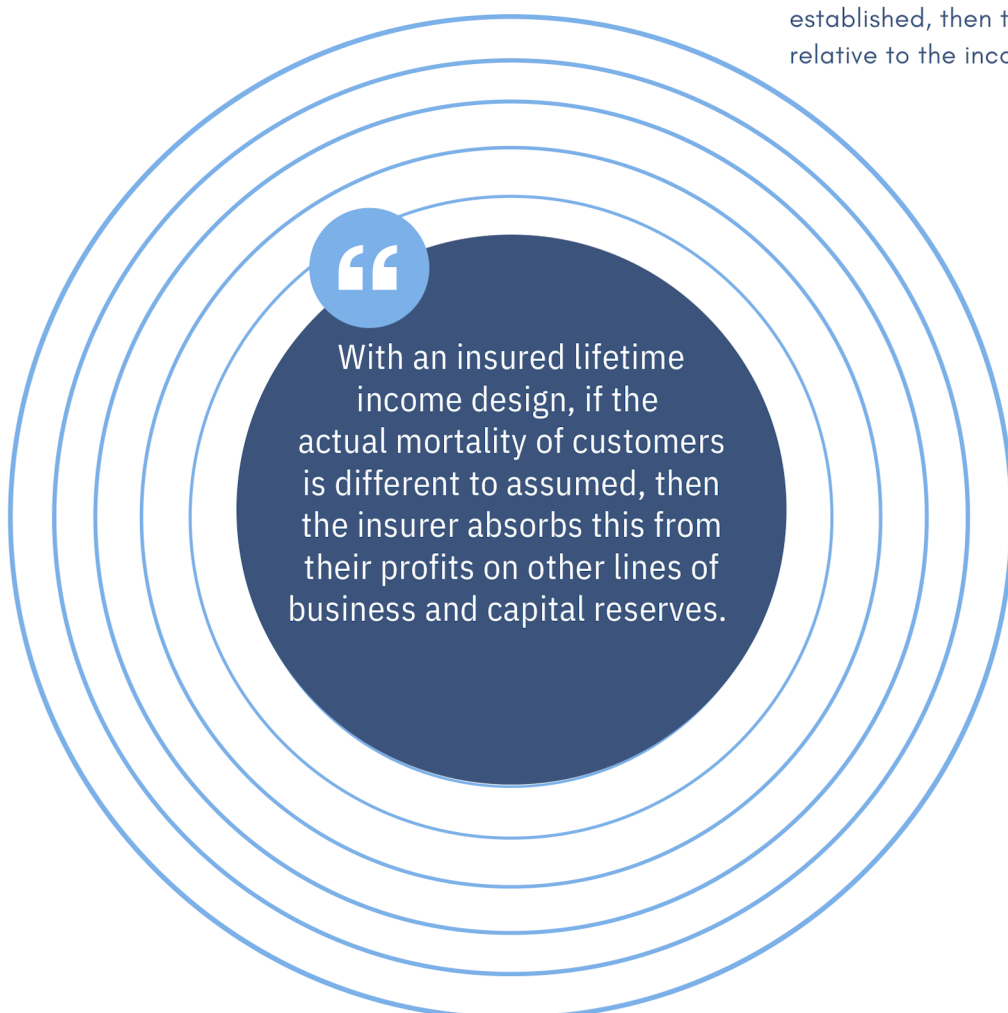 established, then
relative to the
“
With an insured lifetime
income design, if the
actual mortality of customers
is different to assumed, then
the insurer absorbs this from
their profits on other lines of
business and capital reserves.